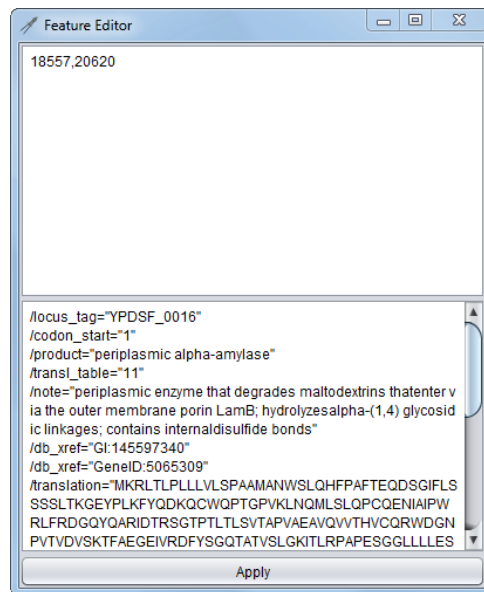 Feature Editor
18557,20620
/locus_tag="YPDSF_0016"
/codon_start="1"
/product="periplasmic alpha-amylase"
/transl_table="11"
/note="periplasmic enzyme that degrades maltodextrins thatenter v
ia the outer membrane porin LamB; hydrolyzesalpha-(1,4) glycosid
ic linkages; contains internaldisulfide bonds"
/db_xref="GI:145597340"
/db_xref="GeneID:5065309"
/translation="MKRLTLPLLLVLSPAAMANWSLQHFPAFTEQDSGIFLS
SSSLTKGEYPLKFYQDKQCWQPTGPVKLNQMLSLQPCQENIAIPW
RLFRDGQYQARIDTRSGTPTLTLSVTAPVAEAVQVVTHVCQRWDGN
PVTVDVSKTFAEGEIVRDFYSGQTATVSLGKITLRPAPESGGLLLLES
Apply